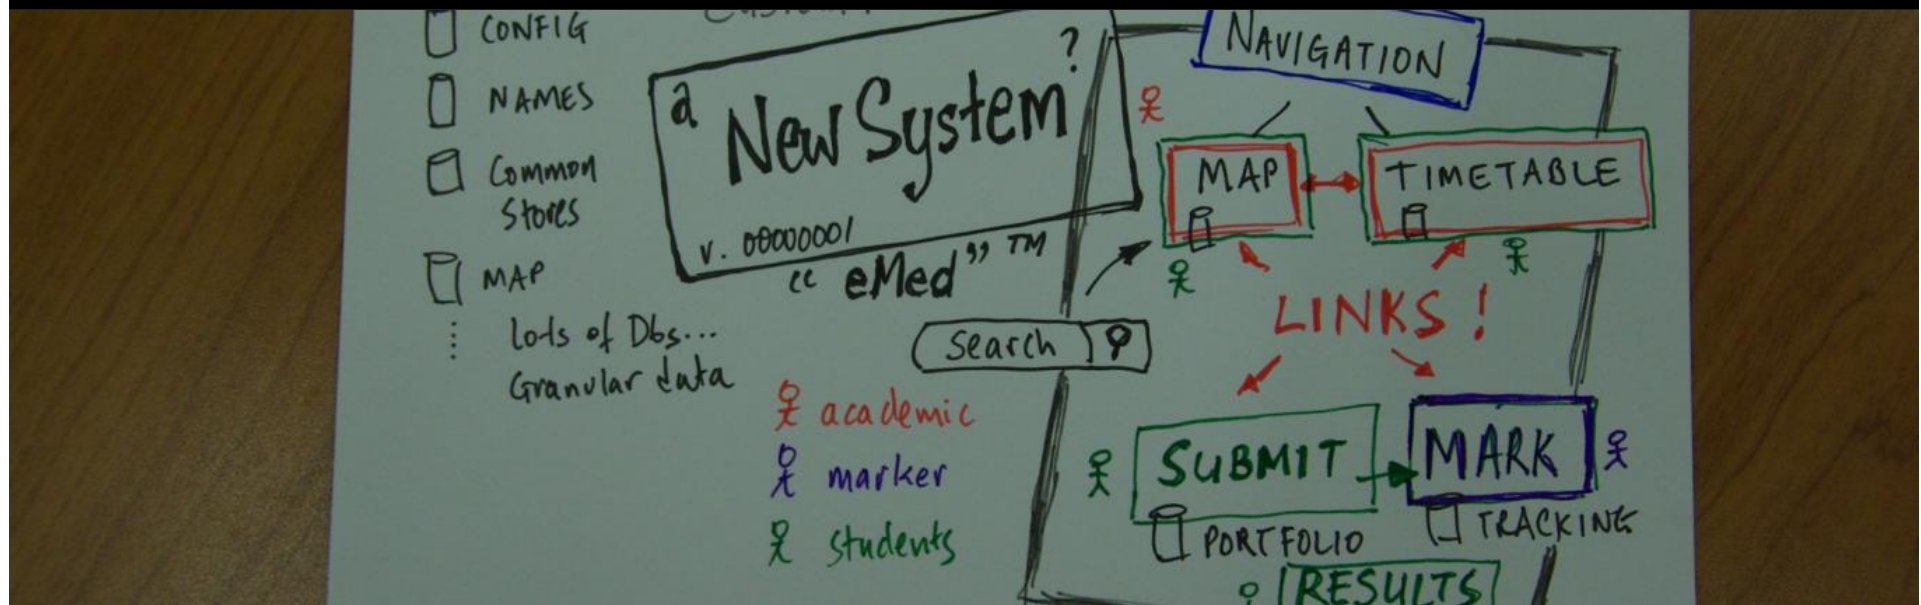 CONFIG
NAMES
Common
Stores
MAP
Lots of Dbs...
Granular data
a New System?
v. 00000001
"eMed" TM
Search
academic
marker
students
NAVIGATION
MAP
TIMETABLE
LINKS!
SUBMIT
MARK
PORTFOLIO
TRACKING
RESULTS